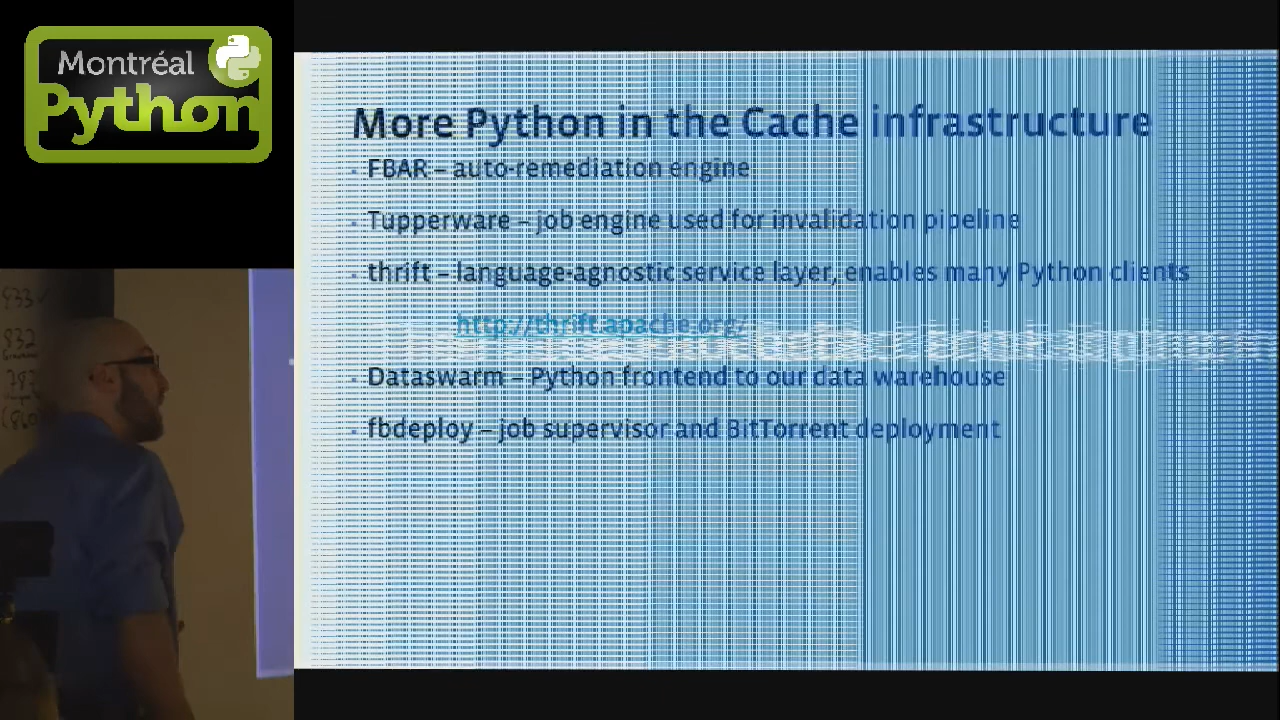 Montréal
Python
More Python in the Cache infrastructure
FBAR – auto-remediation engine
Tupperware – job engine used for invalidation pipeline
thrift – language-agnostic service layer, enables many Python clients
http://thrift.apache.org/
Dataswarm – Python frontend to our data warehouse
fbdeploy – job supervisor and BitTorrent deployment
933
832